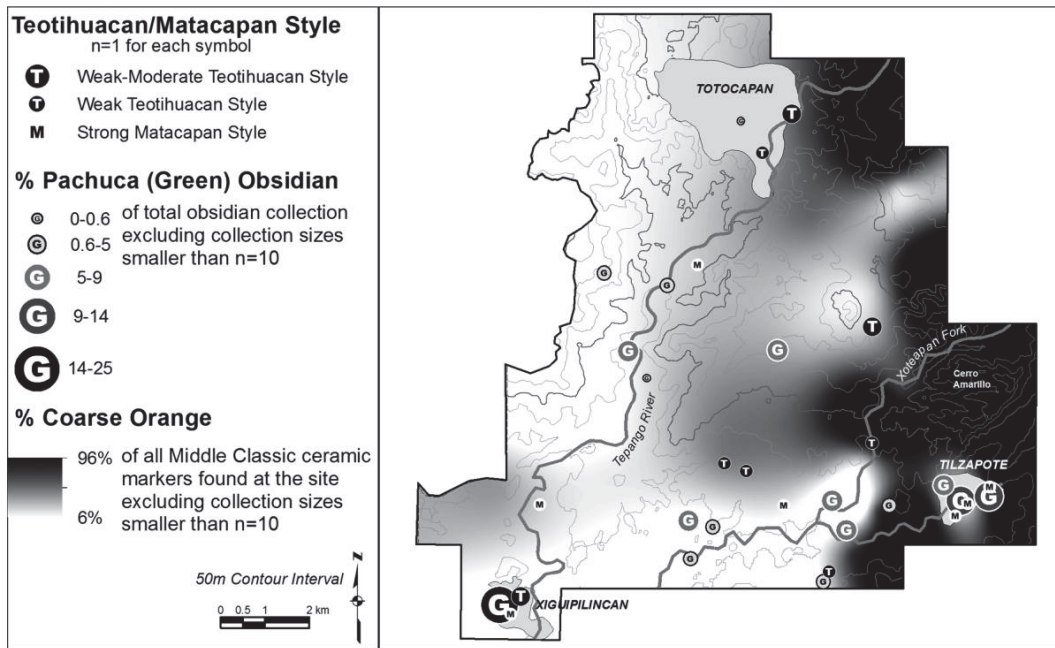 Teotihuacan/Matacapan Style
n=1 for each symbol
T Weak-Moderate Teotihuacan Style
T Weak Teotihuacan Style
M Strong Matacapan Style
% Pachuca (Green) Obsidian
G 0-0.6 of total obsidian collection
G 0.6-5 excluding collection sizes
G 5-9 smaller than n=10
G 9-14
G 14-25
% Coarse Orange
96% of all Middle Classic ceramic
markers found at the site
6% excluding collection sizes
smaller than n=10
50m Contour Interval
N
0 0.5 1 2 km
TOTOCAPAN
T
G
T
M
G
G
T
Xoteapan Fork
G
G
Cerro
Amarillo
G
Tepango River
T
TILZAPOTE
T
T
G
M
G
G
M
M
M
G
M
G
G
G
G
G
G
T
G
T
G
M
XIGUIPILINCAN